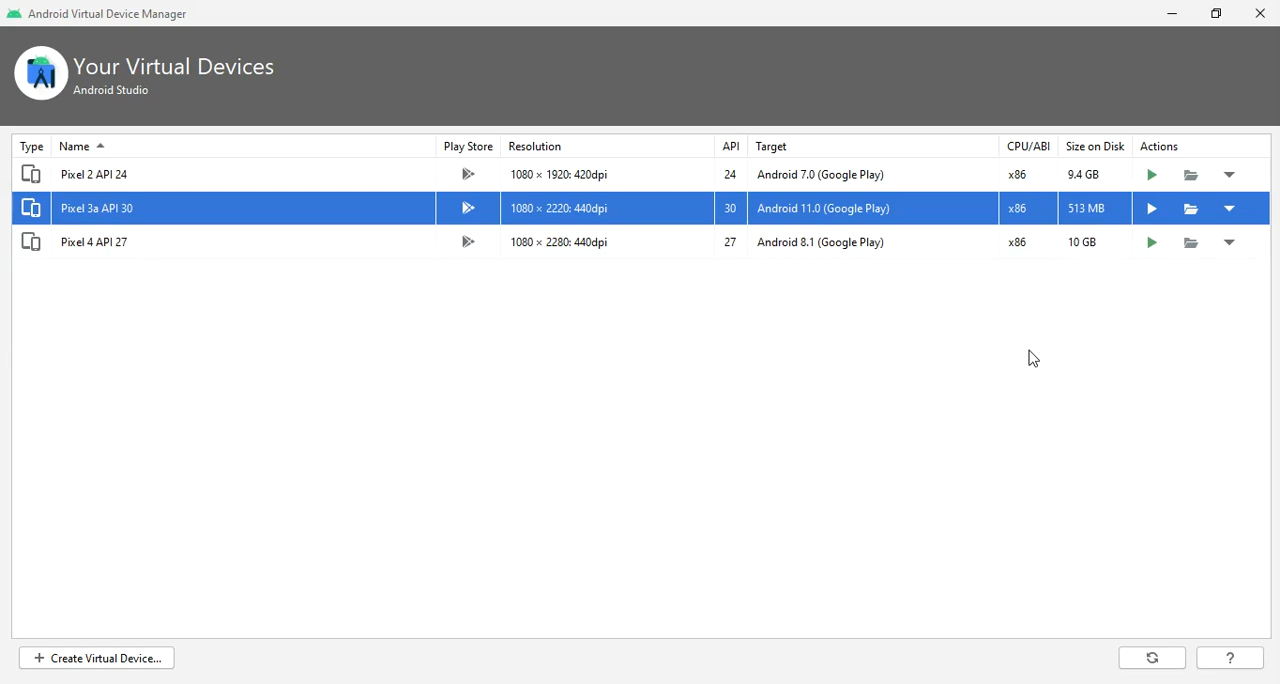 Android Virtual Device Manager
Your Virtual Devices
Android Studio
Type Name Play Store Resolution API Target CPU/ABI Size on Disk Actions
Pixel 2 API 24 1080 × 1920: 420dpi 24 Android 7.0 (Google Play) x86 9.4 GB
Pixel 3a API 30 1080 × 2220: 440dpi 30 Android 11.0 (Google Play) x86 513 MB
Pixel 4 API 27 1080 × 2280: 440dpi 27 Android 8.1 (Google Play) x86 10 GB
+ Create Virtual Device... ?